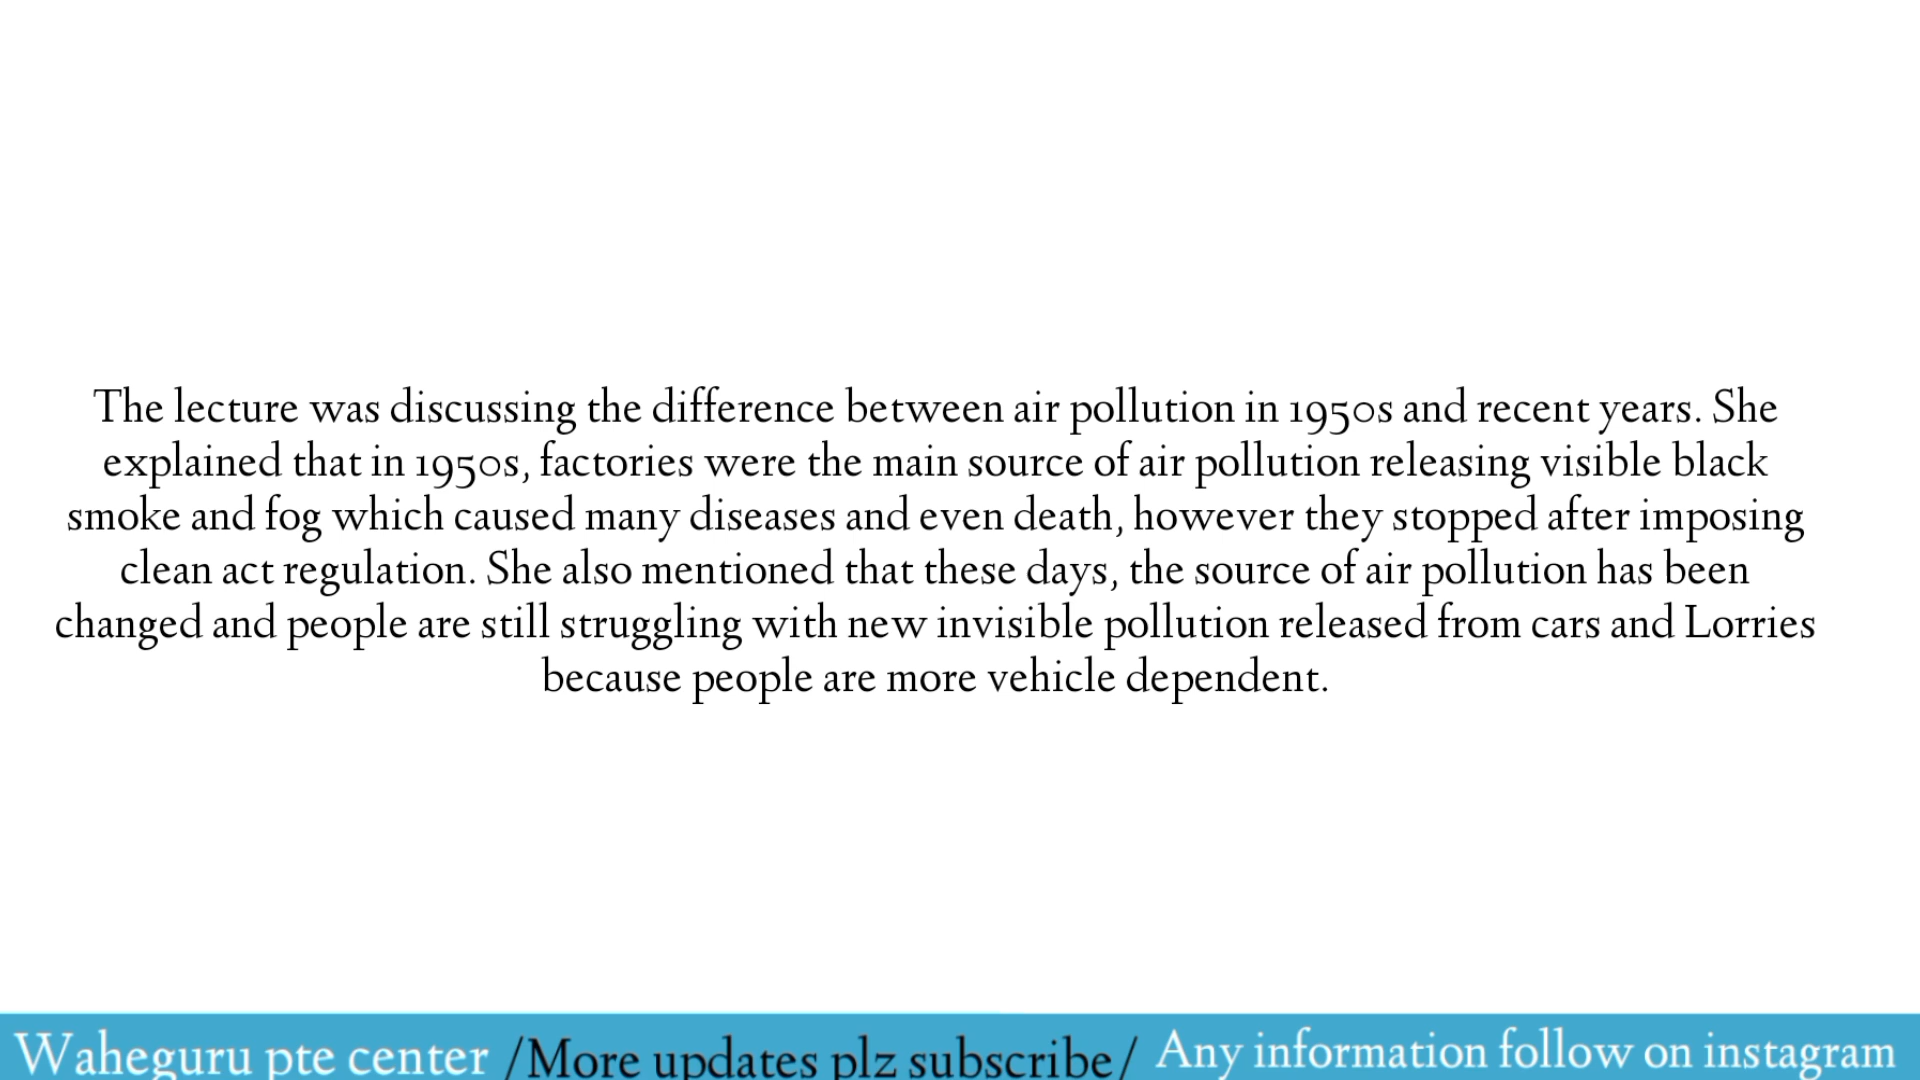 The lecture was discussing the difference between air pollution in 1950s and recent years. She
explained that in 1950s, factories were the main source of air pollution releasing visible black
smoke and fog which caused many diseases and even death, however they stopped after imposing
clean act regulation. She also mentioned that these days, the source of air pollution has been
changed and people are still struggling with new invisible pollution released from cars and Lorries
because people are more vehicle dependent.
Waheguru pte center /More updates plz subscribe/ Any information follow on instagram